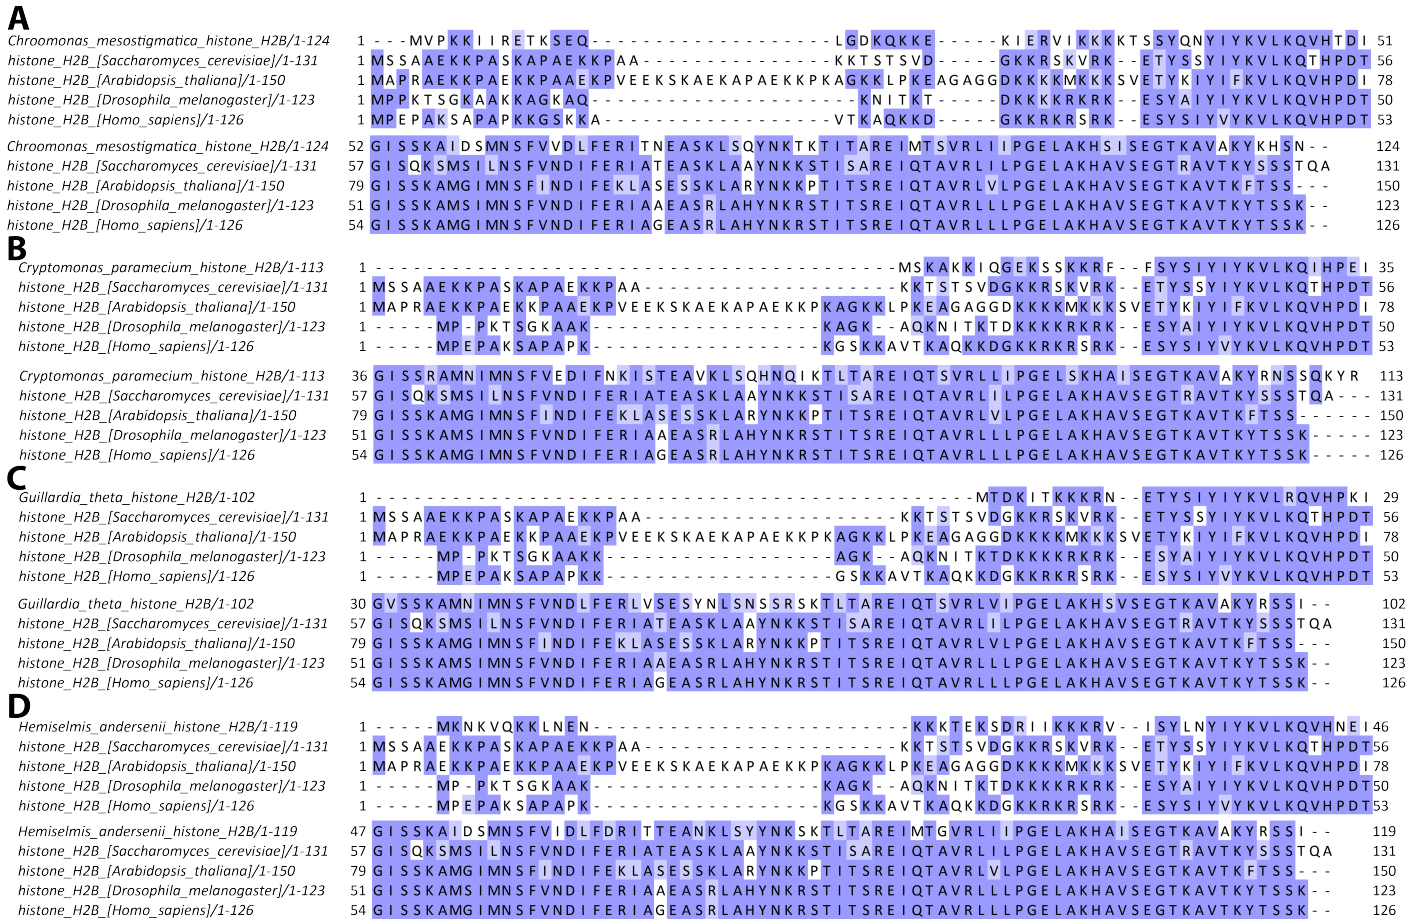 A
Chroomonas_mesostigmatica_histone_H2B/1-124 1 ---MVPKKIIRETKSEQ-------------------LGDKQKKE-----KIERVIKKKKTSSYQNYIYKVLKQVHTDI 51
histone_H2B_[Saccharomyces_cerevisiae]/1-131 1 MSSAAEKKPASKAPAEKKPAA---------------KKTSTSVD-----GKKRSKVRK--ETYSSYIYKVLKQTHPDT 56
histone_H2B_[Arabidopsis_thaliana]/1-150 1 MAPRAEKKPAEKKPAAEKPVEEKSKAEKAPAEKKPKAGKKLPKEAGAGGDKKKKMKKKSVETYKIYIFKVLKQVHPDI 78
histone_H2B_[Drosophila_melanogaster]/1-123 1 MPPKTSGKAAKKAGKAQ---------------------KNITKT-----DKKKKRKRK--ESYAIYIYKVLKQVHPDT 50
histone_H2B_[Homo_sapiens]/1-126 1 MPEPAKSAPAPKKGSKKA------------------VTKAQKKD-----GKKRKRSRK--ESYSIYVYKVLKQVHPDT 53
Chroomonas_mesostigmatica_histone_H2B/1-124 52 GISSKAIDSMNSFVVDLFERITNEASKLSQYNKTKTITAREIMTSVRLIIPGELAKHSISEGTKAVAKYKHSN-- 124
histone_H2B_[Saccharomyces_cerevisiae]/1-131 57 GISQKSMSILNSFVNDIFERIATEASKLAAYNKKSTISAREIQTAVRLILPGELAKHAVSEGTRAVTKYSSSTQA 131
histone_H2B_[Arabidopsis_thaliana]/1-150 79 GISSKAMGIMNSFINDIFEKLASESSKLARYNKKPTITSREIQTAVRLVLPGELAKHAVSEGTKAVTKFTSS--- 150
histone_H2B_[Drosophila_melanogaster]/1-123 51 GISSKAMSIMNSFVNDIFERIAAEASRLAHYNKRSTITSREIQTAVRLLLPGELAKHAVSEGTKAVTKYTSSK-- 123
histone_H2B_[Homo_sapiens]/1-126 54 GISSKAMGIMNSFVNDIFERIAGEASRLAHYNKRSTITSREIQTAVRLLLPGELAKHAVSEGTKAVTKYTSSK-- 126
B
Cryptomonas_paramecium_histone_H2B/1-113 1 -----------------------------------------MSKAKKIQGEKSSKKRF--FSYSIYIYKVLKQIHPEI 35
histone_H2B_[Saccharomyces_cerevisiae]/1-131 1 MSSAAEKKPASKAPAEKKPAA--------------------KKTSTSVDGKKRSKVRK--ETYSSYIYKVLKQTHPDT 56
histone_H2B_[Arabidopsis_thaliana]/1-150 1 MAPRAEKKPAEKKPAAEKPVEEKSKAEKAPAEKKPKAGKKLPKEAGAGGDKKKKMKKKSVETYKIYIFKVLKQVHPDI 78
histone_H2B_[Drosophila_melanogaster]/1-123 1 -----MP-PKTSGKAAK------------------KAGK--AQKNITKTDKKKKRKRK--ESYAIYIYKVLKQVHPDT 50
histone_H2B_[Homo_sapiens]/1-126 1 -----MPEPAKSAPAPK------------------KGSKKAVTKAQKKDGKKRKRSRK--ESYSIYVYKVLKQVHPDT 53
Cryptomonas_paramecium_histone_H2B/1-113 36 GISSRAMNIMNSFVEDIFNKISTEAVKLSQHNQIKTLTAREIQTSVRLLIPGELSKHAISEGTKAVAKYRNSSQKYR 113
histone_H2B_[Saccharomyces_cerevisiae]/1-131 57 GISQKSMSILNSFVNDIFERIATEASKLAAYNKKSTISAREIQTAVRLILPGELAKHAVSEGTRAVTKYSSSTQA--- 131
histone_H2B_[Arabidopsis_thaliana]/1-150 79 GISSKAMGIMNSFINDIFEKLASESSKLARYNKKPTITSREIQTAVRLVLPGELAKHAVSEGTKAVTKFTSS------ 150
histone_H2B_[Drosophila_melanogaster]/1-123 51 GISSKAMSIMNSFVNDIFERIAAEASRLAHYNKRSTITSREIQTAVRLLLPGELAKHAVSEGTKAVTKYTSSK----- 123
histone_H2B_[Homo_sapiens]/1-126 54 GISSKAMGIMNSFVNDIFERIAGEASRLAHYNKRSTITSREIQTAVRLLLPGELAKHAVSEGTKAVTKYTSSK----- 126
C
Guillardia_theta_histone_H2B/1-102 1 -----------------------------------------------MTDKITKKKRN--ETYSIYIYKVLRQVHPKI 29
histone_H2B_[Saccharomyces_cerevisiae]/1-131 1 MSSAAEKKPASKAPAEKKPAA--------------------KKTSTSVDGKKRSKVRK--ETYSSYIYKVLKQTHPDT 56
histone_H2B_[Arabidopsis_thaliana]/1-150 1 MAPRAEKKPAEKKPAAEKPVEEKSKAEKAPAEKKPKAGKKLPKEAGAGGDKKKKMKKKSVETYKIYIFKVLKQVHPDI 78
histone_H2B_[Drosophila_melanogaster]/1-123 1 -----MP-PKTSGKAAKK------------------AGK--AQKNITKTDKKKKRKRK--ESYAIYIYKVLKQVHPDT 50
histone_H2B_[Homo_sapiens]/1-126 1 -----MPEPAKSAPAPKK------------------GSKKAVTKAQKKDGKKRKRSRK--ESYSIYVYKVLKQVHPDT 53
Guillardia_theta_histone_H2B/1-102 30 GVSSKAMNIMNSFVNDLFERLVSESYNLSNSSRSKTLTAREIQTSVRLVIPGELAKHSVSEGTKAVAKYRSSI-- 102
histone_H2B_[Saccharomyces_cerevisiae]/1-131 57 GISQKSMSILNSFVNDIFERIATEASKLAAYNKKSTISAREIQTAVRLILPGELAKHAVSEGTRAVTKYSSSTQA 131
histone_H2B_[Arabidopsis_thaliana]/1-150 79 GISSKAMGIMNSFINDIFEKLASESSKLARYNKKPTITSREIQTAVRLVLPGELAKHAVSEGTKAVTKFTSS--- 150
histone_H2B_[Drosophila_melanogaster]/1-123 51 GISSKAMSIMNSFVNDIFERIAAEASRLAHYNKRSTITSREIQTAVRLLLPGELAKHAVSEGTKAVTKYTSSK-- 123
histone_H2B_[Homo_sapiens]/1-126 54 GISSKAMGIMNSFVNDIFERIAGEASRLAHYNKRSTITSREIQTAVRLLLPGELAKHAVSEGTKAVTKYTSSK-- 126
D
Hemiselmis_andersenii_histone_H2B/1-119 1 -----MKNKVQKKLNEN-------------------------KKKTEKSDRIIKKKRV--ISYLNYIYKVLKQVHNEI 46
histone_H2B_[Saccharomyces_cerevisiae]/1-131 1 MSSAAEKKPASKAPAEKKPAA--------------------KKTSTSVDGKKRSKVRK--ETYSSYIYKVLKQTHPDT 56
histone_H2B_[Arabidopsis_thaliana]/1-150 1 MAPRAEKKPAEKKPAAEKPVEEKSKAEKAPAEKKPKAGKKLPKEAGAGGDKKKKMKKKSVETYKIYIFKVLKQVHPDI 78
histone_H2B_[Drosophila_melanogaster]/1-123 1 -----MP-PKTSGKAAK------------------KAGK--AQKNITKTDKKKKRKRK--ESYAIYIYKVLKQVHPDT 50
histone_H2B_[Homo_sapiens]/1-126 1 -----MPEPAKSAPAPK------------------KGSKKAVTKAQKKDGKKRKRSRK--ESYSIYVYKVLKQVHPDT 53
Hemiselmis_andersenii_histone_H2B/1-119 47 GISSKAIDSMNSFVIDLFDRITTEANKLSYYNKSKTLTAREIMTGVRLIIPGELAKHAISEGTKAVAKYRSSI-- 119
histone_H2B_[Saccharomyces_cerevisiae]/1-131 57 GISQKSMSILNSFVNDIFERIATEASKLAAYNKKSTISAREIQTAVRLILPGELAKHAVSEGTRAVTKYSSSTQA 131
histone_H2B_[Arabidopsis_thaliana]/1-150 79 GISSKAMGIMNSFINDIFEKLASESSKLARYNKKPTITSREIQTAVRLVLPGELAKHAVSEGTKAVTKFTSS--- 150
histone_H2B_[Drosophila_melanogaster]/1-123 51 GISSKAMSIMNSFVNDIFERIAAEASRLAHYNKRSTITSREIQTAVRLLLPGELAKHAVSEGTKAVTKYTSSK-- 123
histone_H2B_[Homo_sapiens]/1-126 54 GISSKAMGIMNSFVNDIFERIAGEASRLAHYNKRSTITSREIQTAVRLLLPGELAKHAVSEGTKAVTKYTSSK-- 126